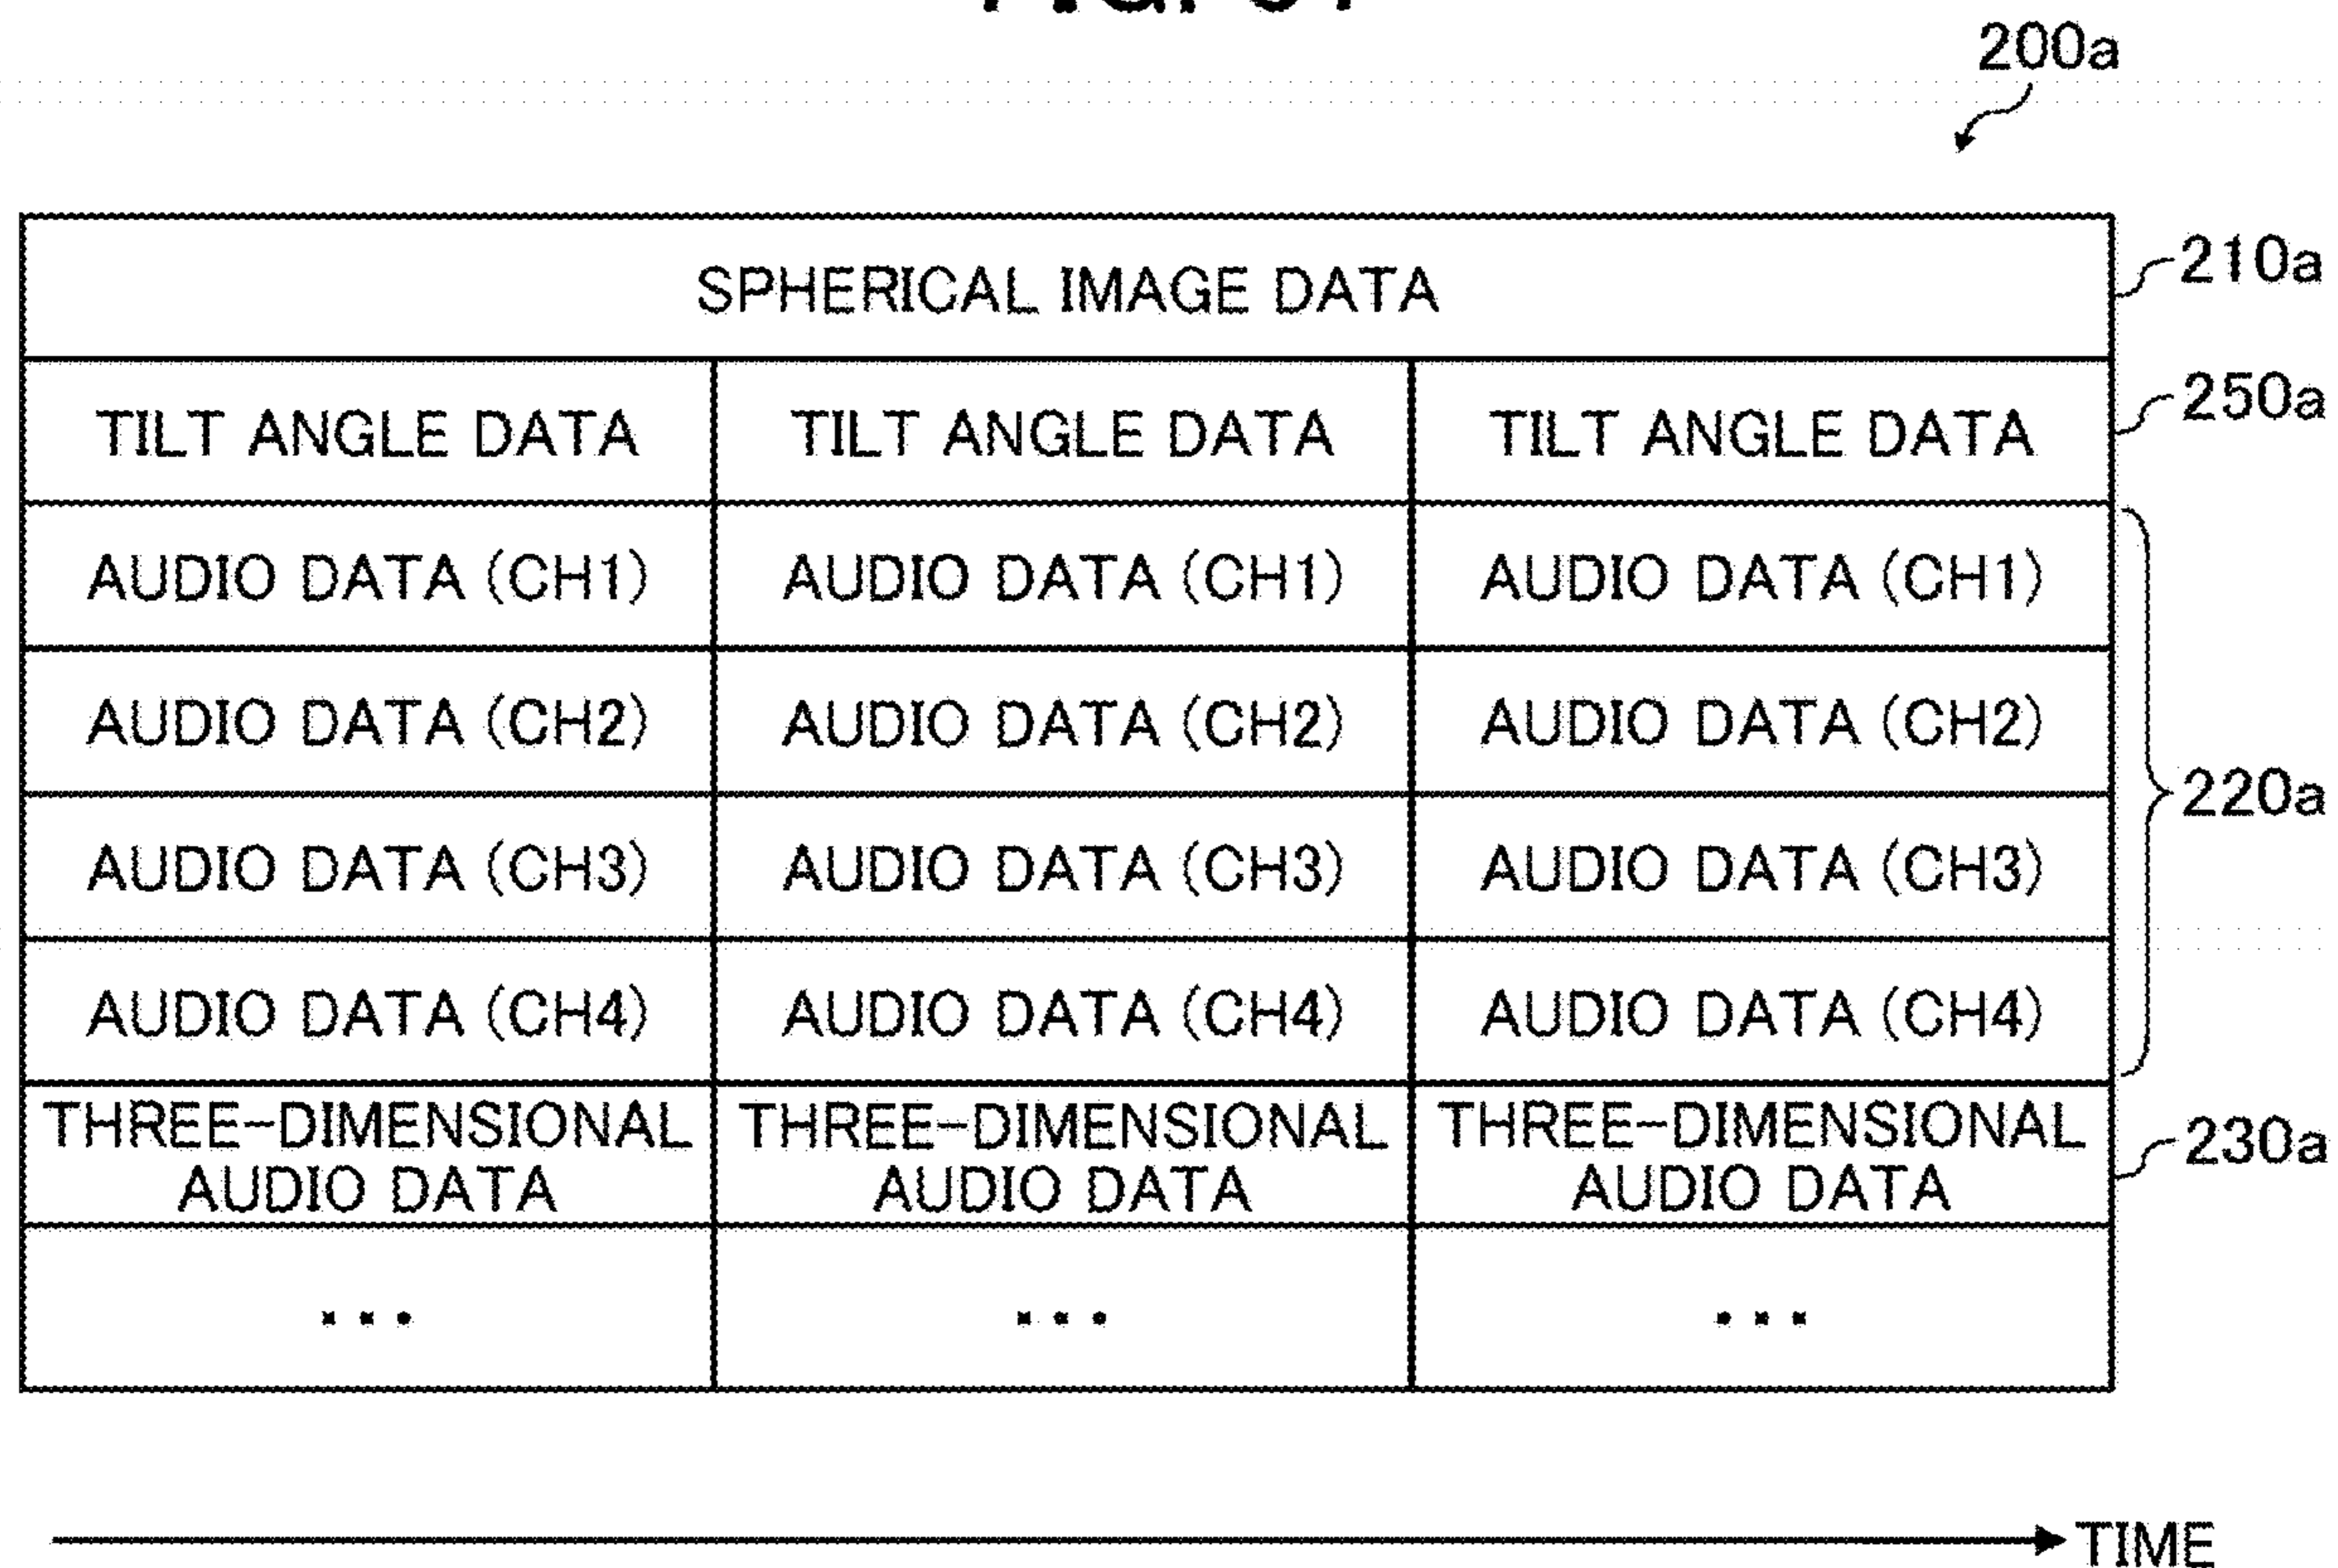 200a
SPHERICAL IMAGE DATA 210a
TILT ANGLE DATA TILT ANGLE DATA TILT ANGLE DATA 250a
AUDIO DATA (CH1) AUDIO DATA (CH1) AUDIO DATA (CH1)
AUDIO DATA (CH2) AUDIO DATA (CH2) AUDIO DATA (CH2)
220a
AUDIO DATA (CH3) AUDIO DATA (CH3) AUDIO DATA (CH3)
AUDIO DATA (CH4) AUDIO DATA (CH4) AUDIO DATA (CH4)
THREE-DIMENSIONAL THREE-DIMENSIONAL THREE-DIMENSIONAL 230a
AUDIO DATA AUDIO DATA AUDIO DATA
... ... ...
TIME